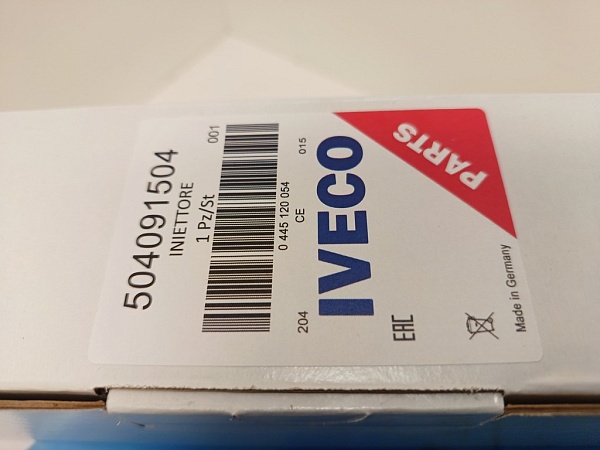 504091504
INIETTORE
1 Pz/St
001
0 445 120 054
CE
204
015
IVECO
PARTS
EAC
Made in Germany